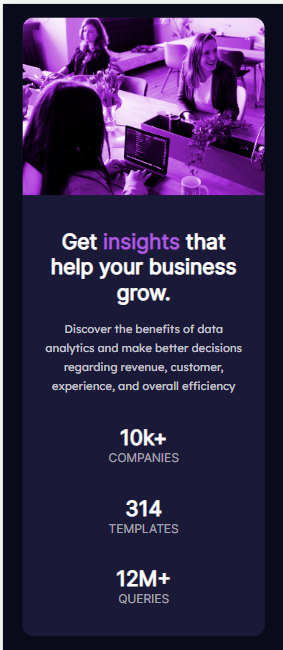 Get insights that
help your business
grow.
Discover the benefits of data
analytics and make better decisions
regarding revenue, customer,
experience, and overall efficiency
10k+
COMPANIES
314
TEMPLATES
12M+
QUERIES